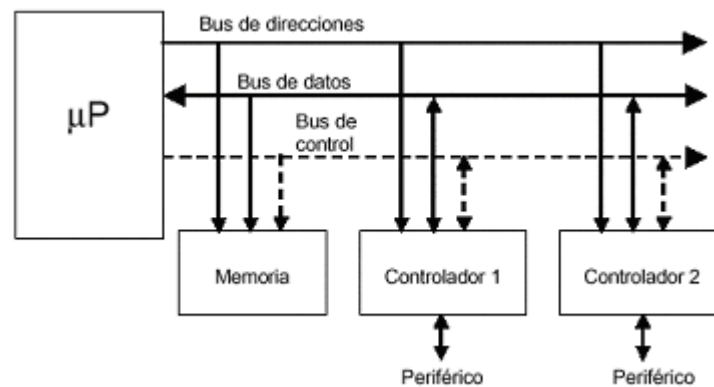 Bus de direcciones
μP
Bus de datos
Bus de
control
Memoria
Controlador 1
Controlador 2
Periférico
Periférico